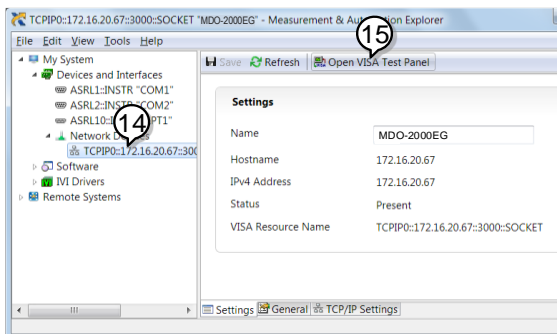 TCPIP0::172.16.20.67::3000::SOCKET "MDO-2000EG" - Measurement & Explorer
15
File Edit View Tools Help
My System
Devices and Interfaces
ASRL1::INSTR "COM1"
ASRL2::INSTR "COM2"
14
Network
TCPIP0::172.16.20.67::300
Software
IVI Drivers
Remote Systems
Save Refresh Open VISA Test Panel
Settings
Name MDO-2000EG
Hostname 172.16.20.67
IPv4 Address 172.16.20.67
Status Present
VISA Resource Name TCPIP0::172.16.20.67::3000::SOCKET
Settings General TCP/IP Settings